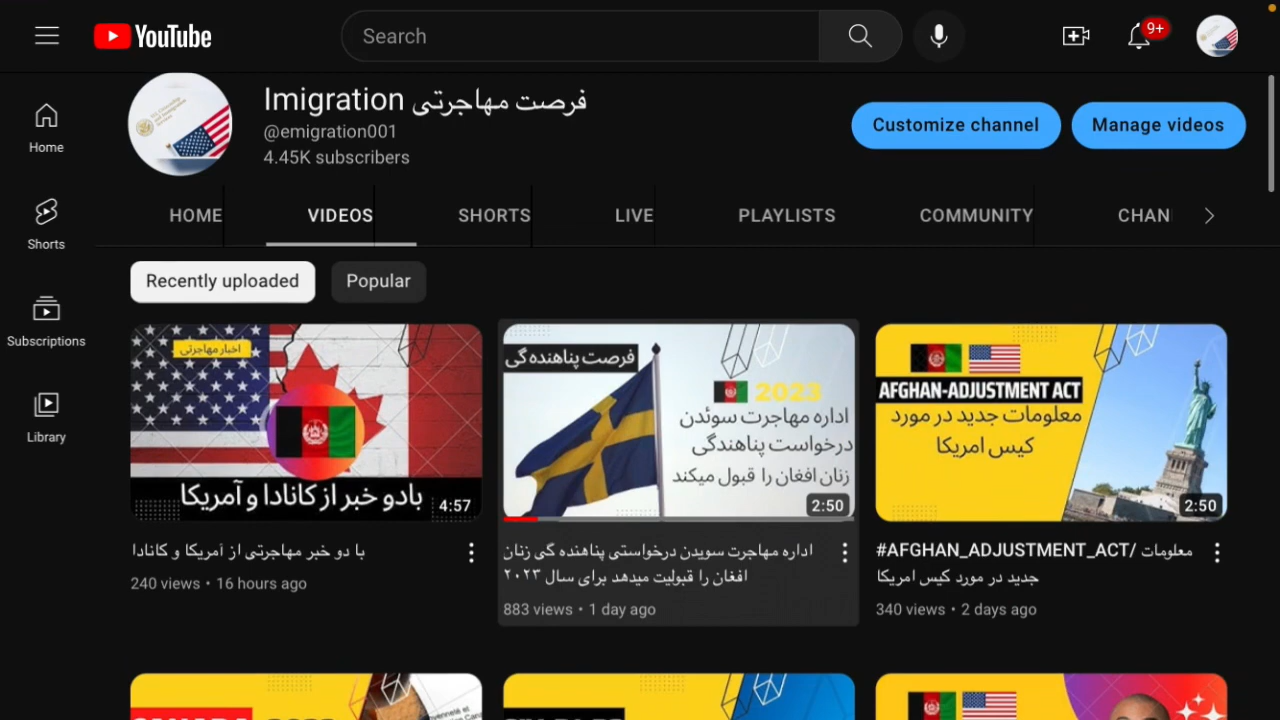 YouTube
Search
9+
Imigration فرصت مهاجرتی
@emigration001
4.45K subscribers
Customize channel
Manage videos
Home
Shorts
Subscriptions
Library
HOME
VIDEOS
SHORTS
LIVE
PLAYLISTS
COMMUNITY
CHAN
Recently uploaded
Popular
اخبار مهاجرتی
بادو خبر از کانادا و آمریکا
4:57
با دو خبر مهاجرتی از آمریکا و کانادا
240 views • 16 hours ago
فرصت پناهنده‌گی
2023
اداره مهاجرت سوئدن
درخواست پناهندگی
زنان افغان را قبول میکند
2:50
اداره مهاجرت سویدن درخواستی پناهنده گی زنان
افغان را قبولیت میدهد برای سال ۲۰۲۳
883 views • 1 day ago
AFGHAN-ADJUSTMENT ACT
معلومات جدید در مورد
کیس امریکا
2:50
#AFGHAN_ADJUSTMENT_ACT/ معلومات
جدید در مورد کیس امریکا
340 views • 2 days ago